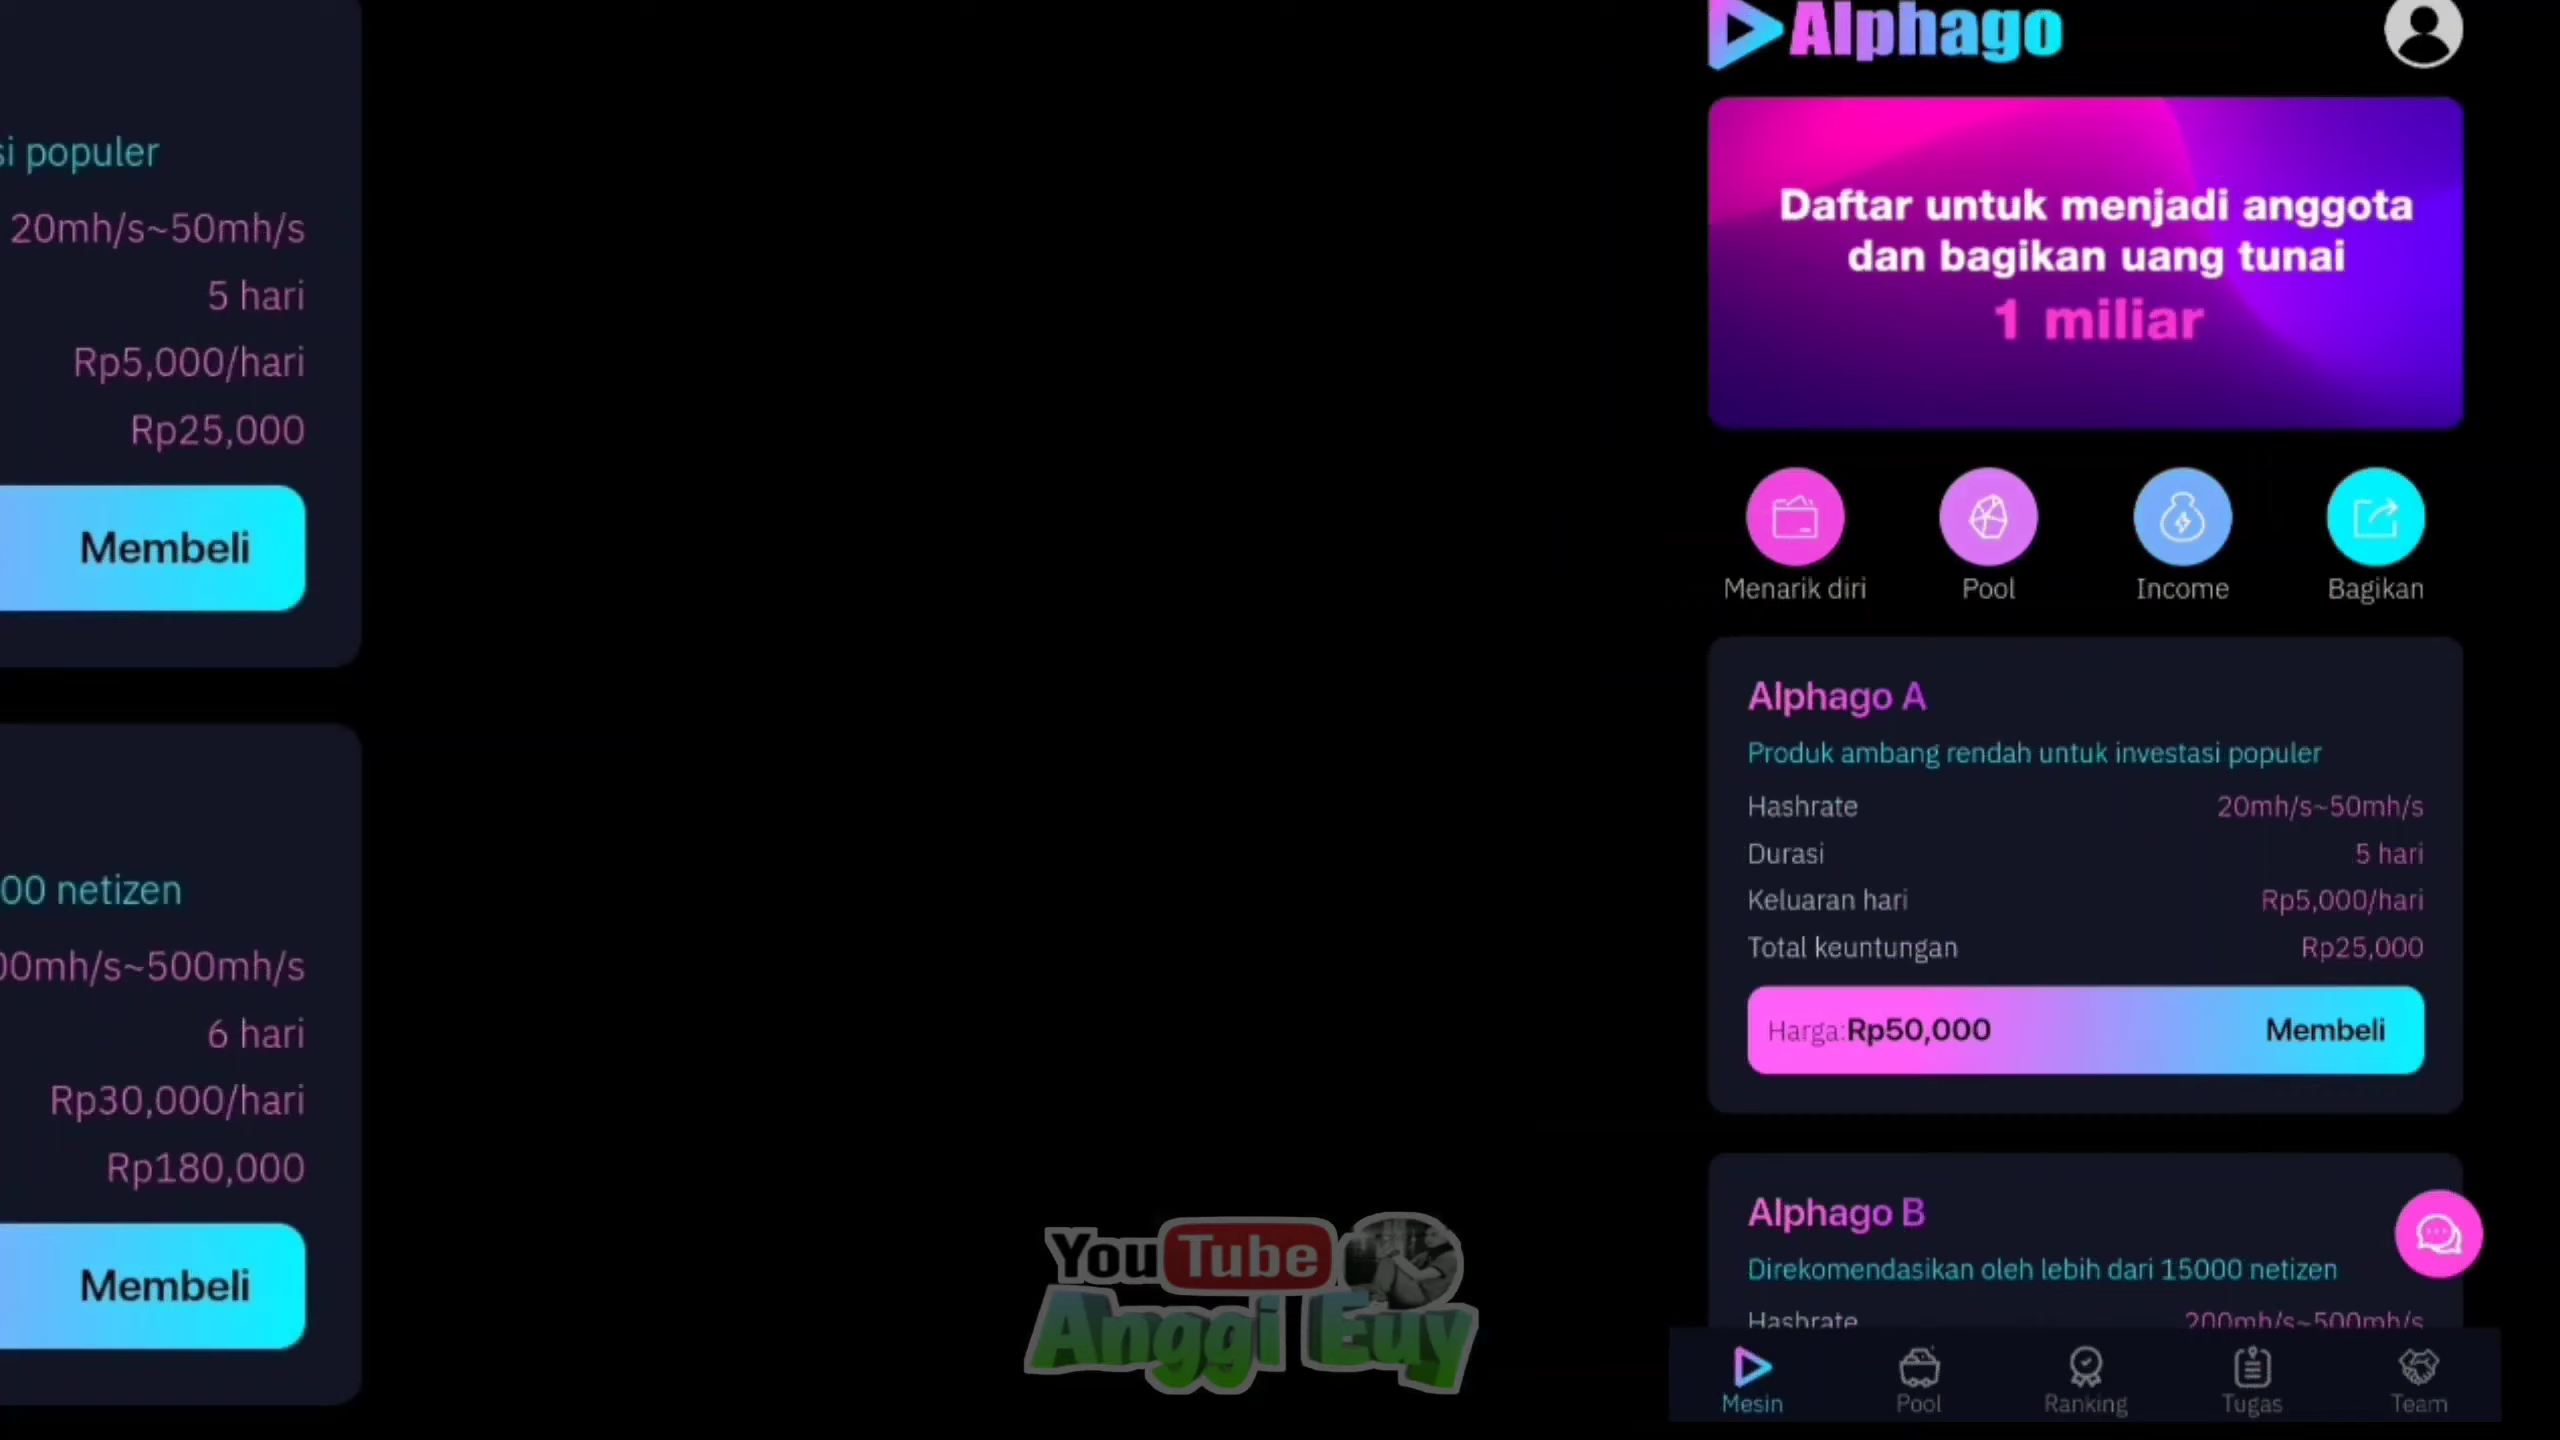 si populer
20mh/s~50mh/s
5 hari
Rp5,000/hari
Rp25,000
Membeli
00 netizen
00mh/s~500mh/s
6 hari
Rp30,000/hari
Rp180,000
Membeli
YouTube
Anggi Euy
Alphago
Daftar untuk menjadi anggota
dan bagikan uang tunai
1 miliar
Menarik diri Pool Income Bagikan
Alphago A
Produk ambang rendah untuk investasi populer
Hashrate 20mh/s~50mh/s
Durasi 5 hari
Keluaran hari Rp5,000/hari
Total keuntungan Rp25,000
Harga:Rp50,000 Membeli
Alphago B
Direkomendasikan oleh lebih dari 15000 netizen
Hashrate 200mh/s~500mh/s
Mesin Pool Ranking Tugas Team